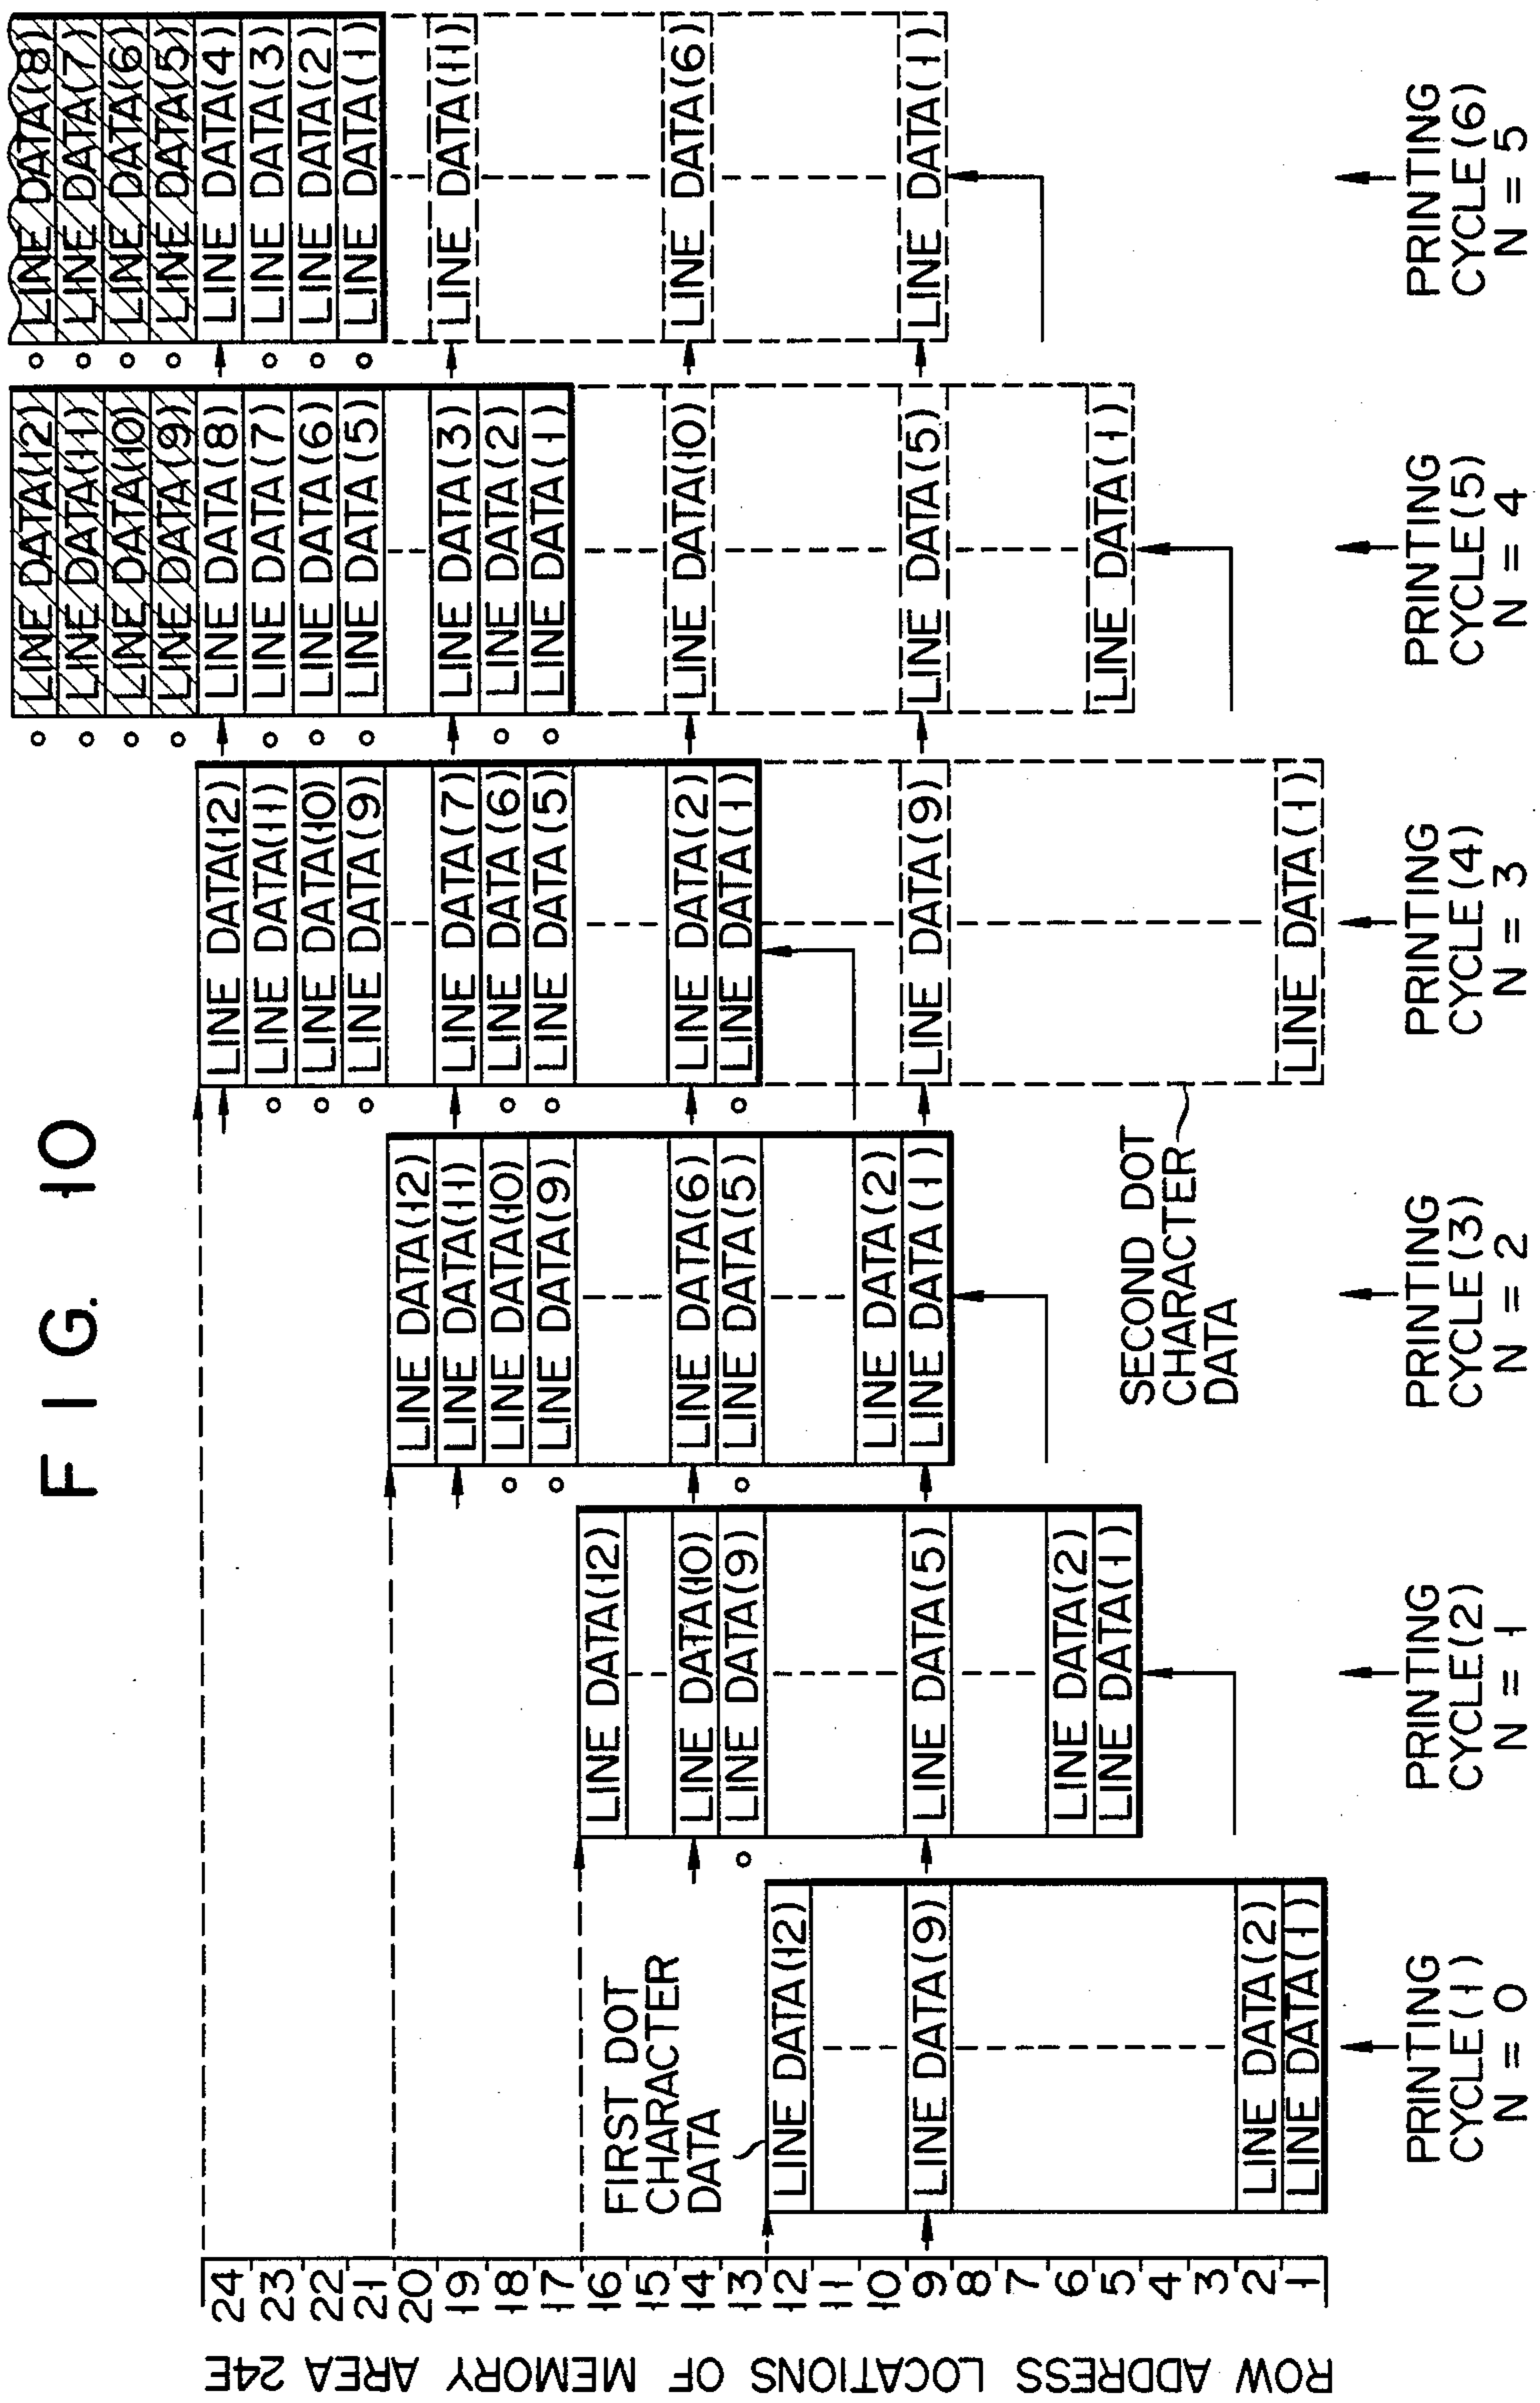 FIG. 10
ROW ADDRESS LOCATIONS OF MEMORY AREA 24E
24
23
22
21
20
19
18
17
16
15
14
13
12
11
10
9
8
7
6
5
4
3
2
1
FIRST DOT
CHARACTER
DATA
LINE DATA(12)
LINE DATA(9)
LINE DATA(2)
LINE DATA(1)
PRINTING
CYCLE(1)
N = 0
LINE DATA(12)
LINE DATA(10)
LINE DATA(9)
LINE DATA(5)
LINE DATA(2)
LINE DATA(1)
PRINTING
CYCLE(2)
N = 1
LINE DATA(12)
LINE DATA(11)
LINE DATA(10)
LINE DATA(9)
LINE DATA(6)
LINE DATA(5)
LINE DATA(2)
LINE DATA(1)
PRINTING
CYCLE(3)
N = 2
SECOND DOT
CHARACTER
DATA
LINE DATA(12)
LINE DATA(11)
LINE DATA(10)
LINE DATA(9)
LINE DATA(7)
LINE DATA(6)
LINE DATA(5)
LINE DATA(2)
LINE DATA(1)
LINE DATA(9)
LINE DATA(1)
PRINTING
CYCLE(4)
N = 3
LINE DATA(12)
LINE DATA(11)
LINE DATA(10)
LINE DATA(9)
LINE DATA(8)
LINE DATA(7)
LINE DATA(6)
LINE DATA(5)
LINE DATA(3)
LINE DATA(2)
LINE DATA(1)
LINE DATA(10)
LINE DATA(5)
LINE DATA(1)
PRINTING
CYCLE(5)
N = 4
LINE DATA(8)
LINE DATA(7)
LINE DATA(6)
LINE DATA(5)
LINE DATA(4)
LINE DATA(3)
LINE DATA(2)
LINE DATA(1)
LINE DATA(11)
LINE DATA(6)
LINE DATA(1)
PRINTING
CYCLE(6)
N = 5